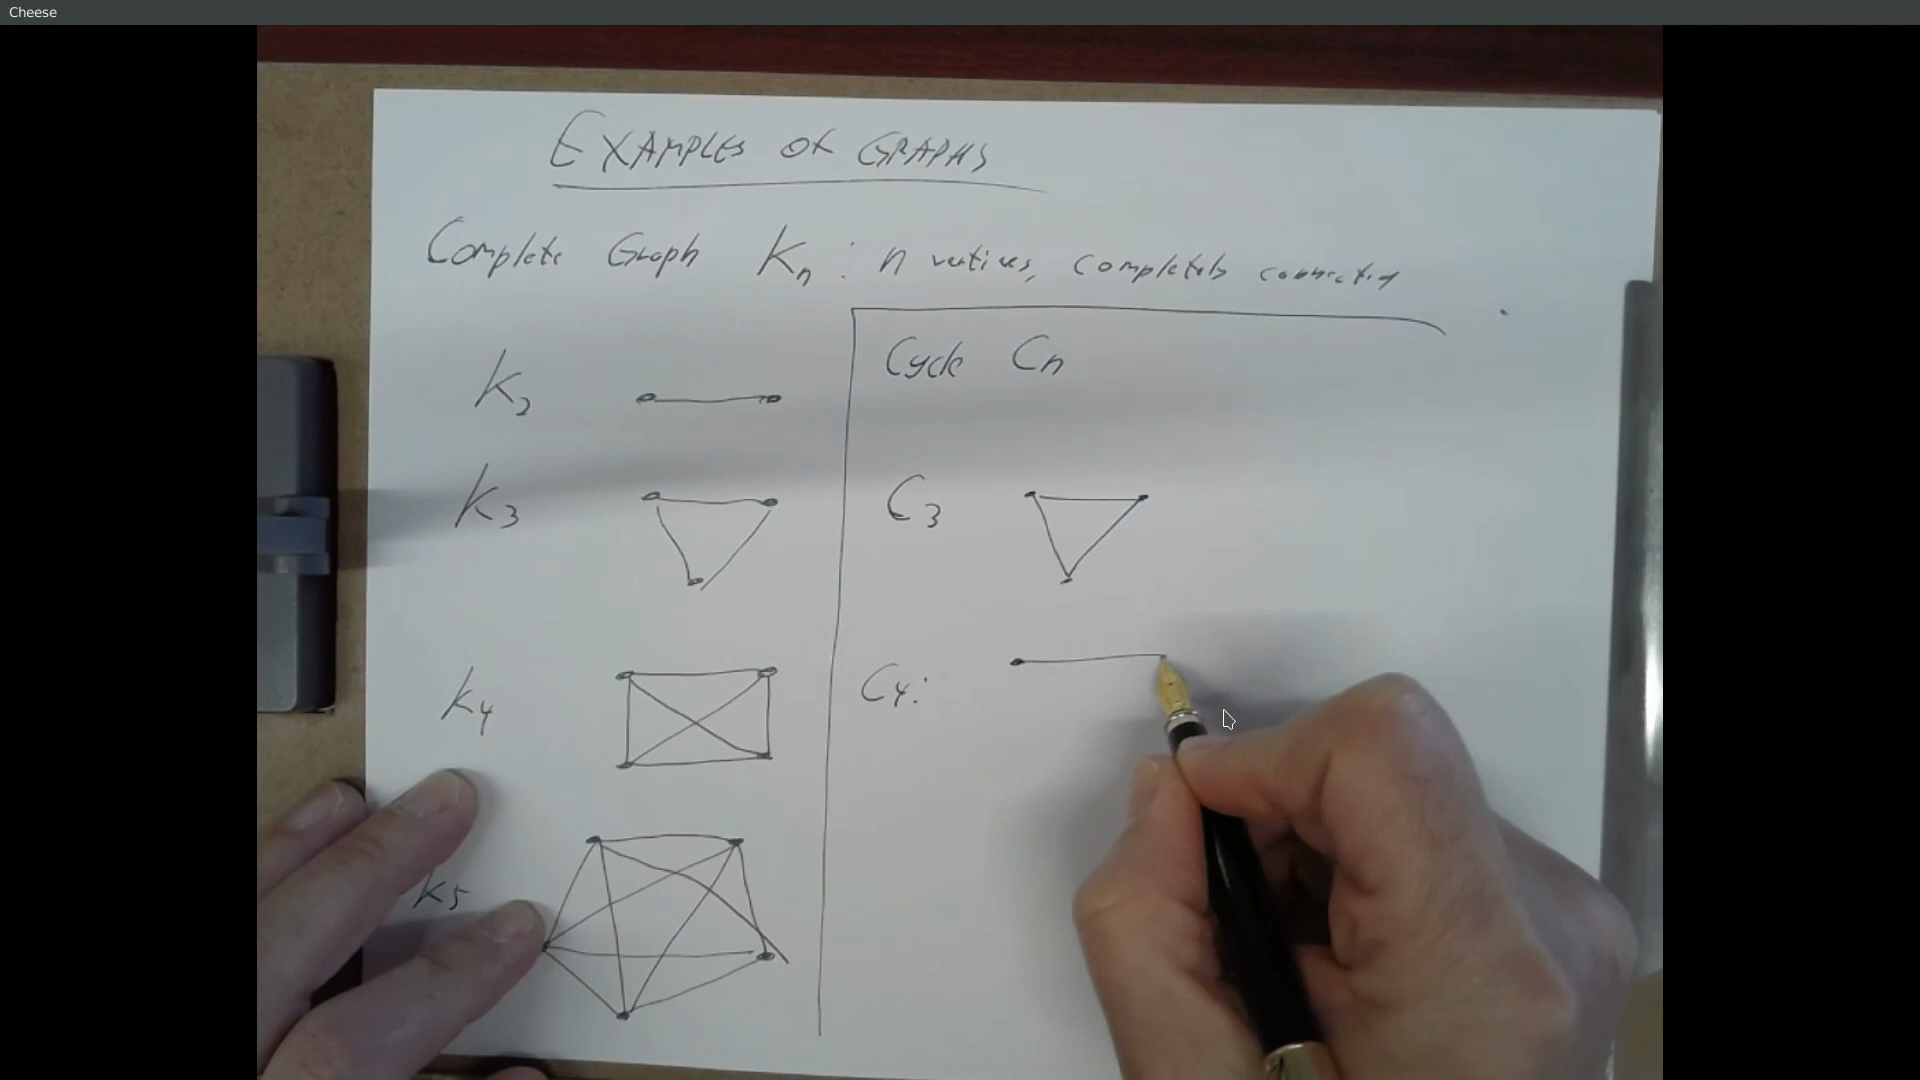 Cheese
EXAMPLES OF GRAPHS
Complete Graph Kn : n vertices, completely connected
Cycle Cn
K2
K3
C3
K4
C4:
K5